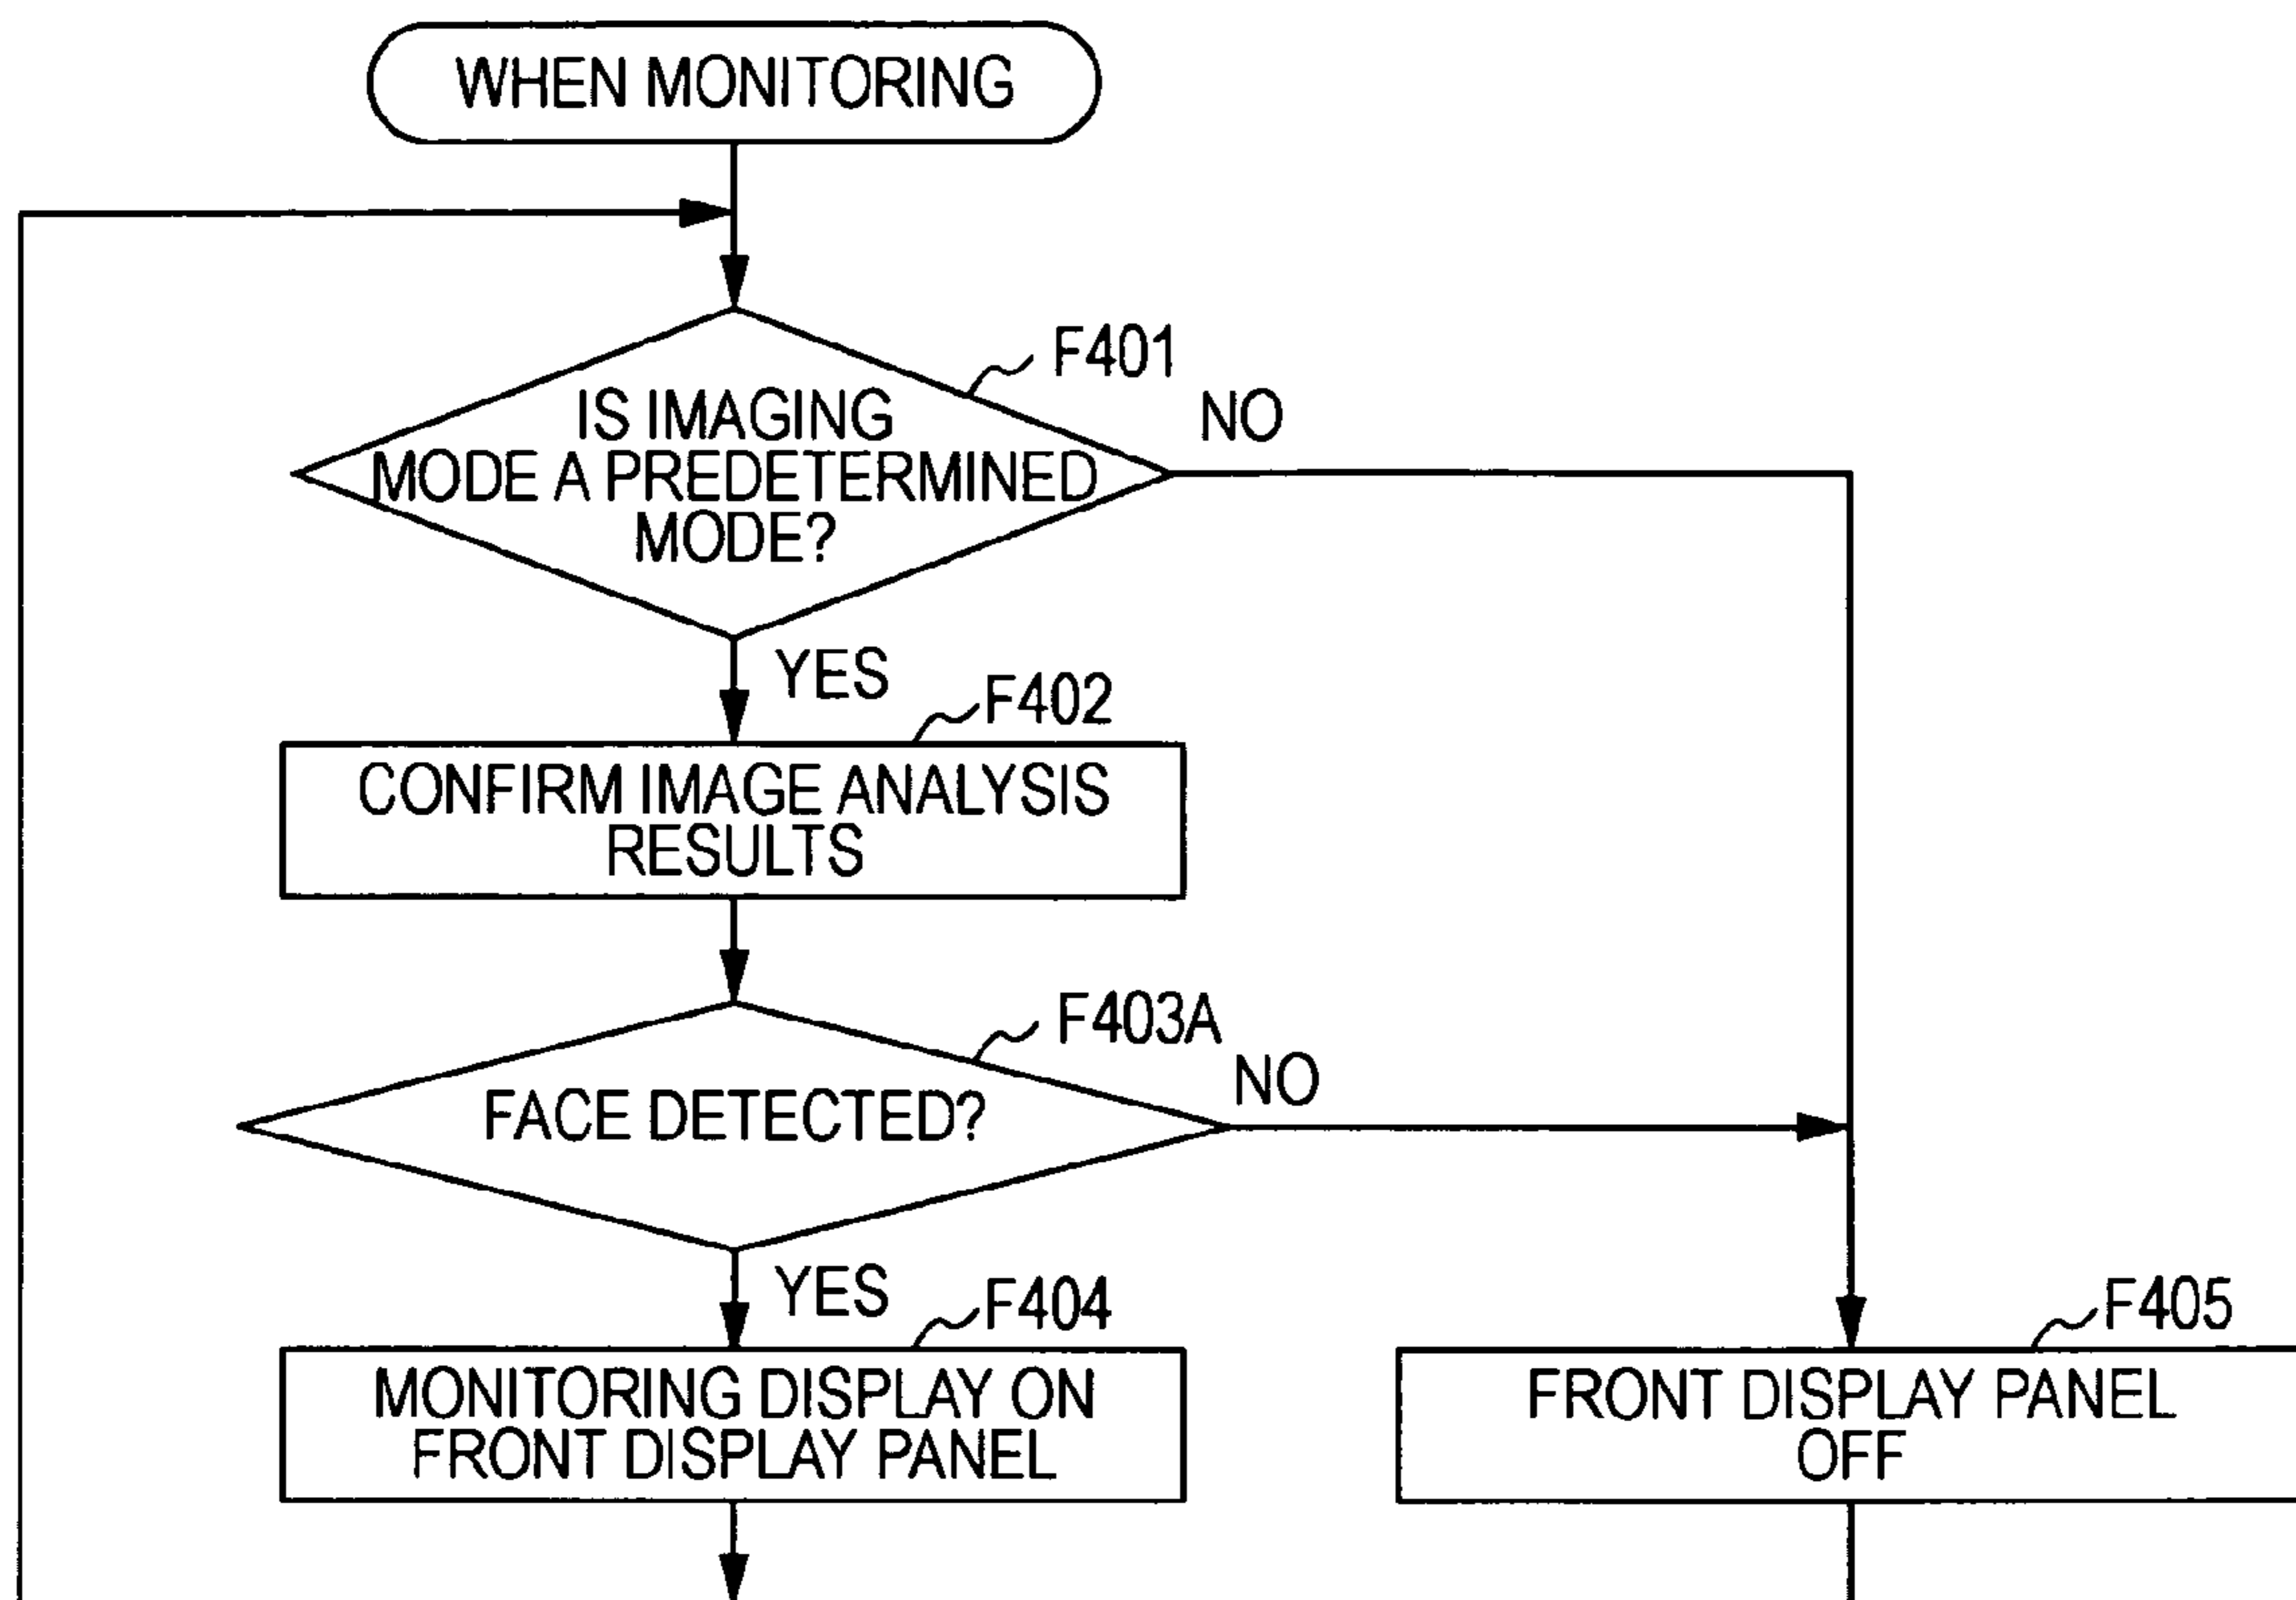 WHEN MONITORING
F401
IS IMAGING
MODE A PREDETERMINED
MODE?
NO
YES
F402
CONFIRM IMAGE ANALYSIS
RESULTS
F403A
FACE DETECTED?
NO
YES
F404
MONITORING DISPLAY ON
FRONT DISPLAY PANEL
F405
FRONT DISPLAY PANEL
OFF